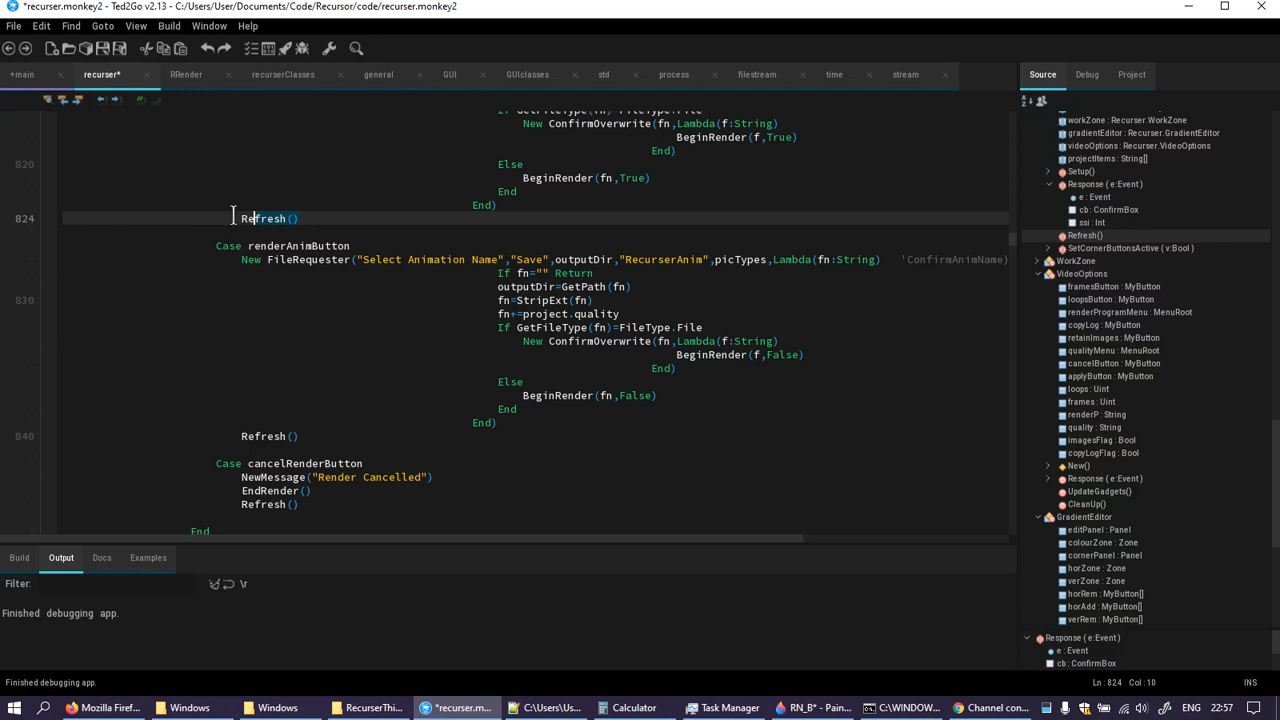 *recurser.monkey2 - Ted2Go v2.13 - C:/Users/User/Documents/Code/Recursor/code/recurser.monkey2
File Edit Find Goto View Build Window Help
+main recurser* RRender recurserClasses general GUI GUIclasses std process filestream time stream
Source Debug Project
If GetFileType(fn)=FileType.File
New ConfirmOverwrite(fn,Lambda(f:String)
BeginRender(f,True)
End)
820 Else
BeginRender(fn,True)
End
End)
824 Refresh()
Case renderAnimButton
New FileRequester("Select Animation Name","Save",outputDir,"RecurserAnim",picTypes,Lambda(fn:String) 'ConfirmAnimName)
If fn="" Return
outputDir=GetPath(fn)
830 fn=StripExt(fn)
fn+=project.quality
If GetFileType(fn)=FileType.File
New ConfirmOverwrite(fn,Lambda(f:String)
BeginRender(f,False)
End)
Else
BeginRender(fn,False)
End
End)
840 Refresh()
Case cancelRenderButton
NewMessage("Render Cancelled")
EndRender()
Refresh()
End
workZone : Recurser.WorkZone
gradientEditor : Recurser.GradientEditor
videoOptions : Recurser.VideoOptions
projectItems : String[]
Setup()
Response ( e:Event )
e : Event
cb : ConfirmBox
ssi : Int
Refresh()
SetCornerButtonsActive ( v:Bool )
WorkZone
VideoOptions
framesButton : MyButton
loopsButton : MyButton
renderProgramMenu : MenuRoot
copyLog : MyButton
retainImages : MyButton
qualityMenu : MenuRoot
cancelButton : MyButton
applyButton : MyButton
loops : Uint
frames : Uint
renderP : String
quality : String
imagesFlag : Bool
copyLogFlag : Bool
New()
Response ( e:Event )
UpdateGadgets()
CleanUp()
GradientEditor
editPanel : Panel
colourZone : Zone
cornerPanel : Panel
horZone : Zone
verZone : Zone
horRem : MyButton[]
horAdd : MyButton[]
verRem : MyButton[]
Response ( e:Event )
e : Event
cb : ConfirmBox
Build Output Docs Examples
Filter: \r
Finished debugging app.
Finished debugging app. Ln : 824 Col : 10 INS
Mozilla Firef... Windows Windows RecurserThi... *recurser.m... C:\Users\Us... Calculator Task Manager RN_B* - Pain... C:\WINDOW... Channel con... 22:57